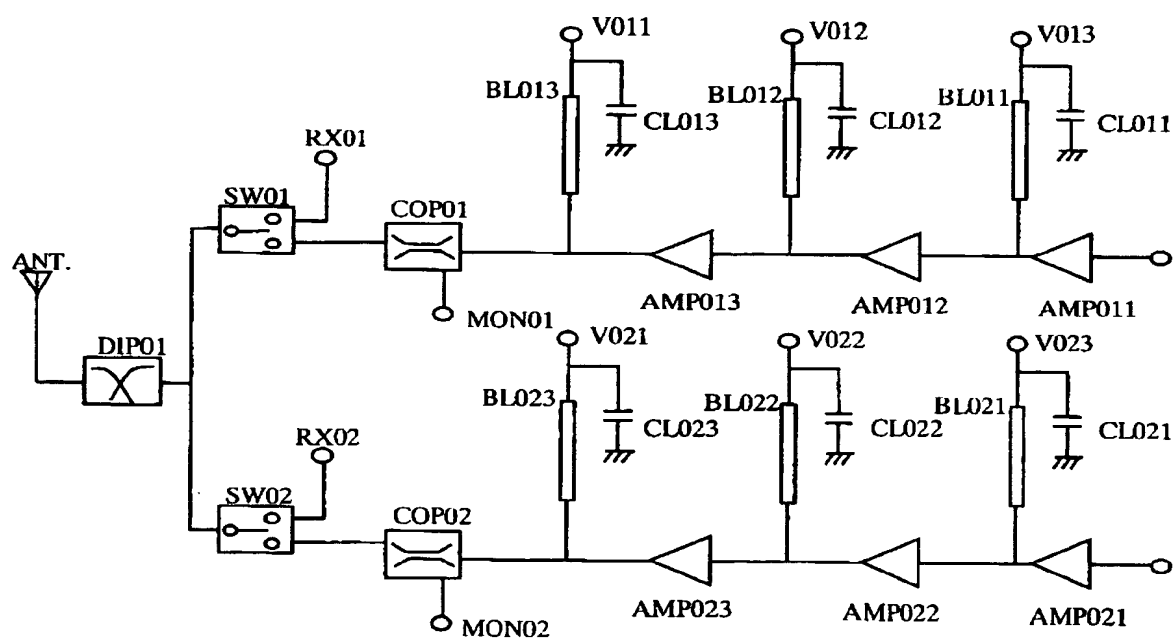 V011
V012
V013
BL013
BL012
BL011
CL013
CL012
CL011
RX01
SW01
COP01
ANT.
AMP013
AMP012
AMP011
MON01
DIP01
V021
V022
V023
BL023
BL022
BL021
CL023
CL022
CL021
RX02
SW02
COP02
AMP023
AMP022
AMP021
MON02